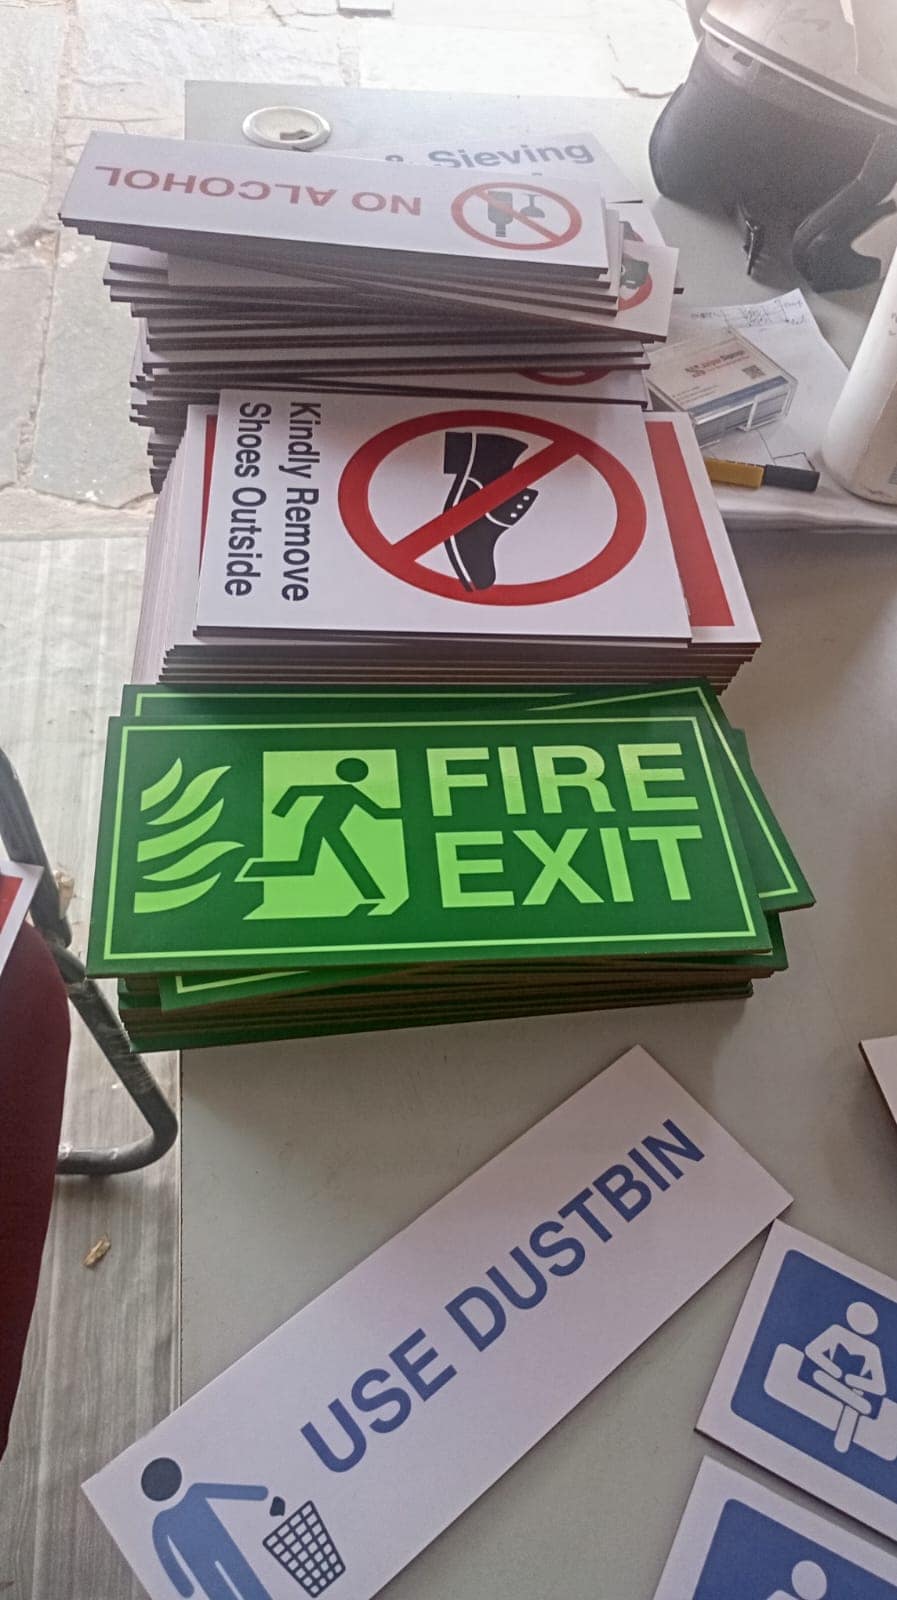 & Sieving
NO ALCOHOL
Kindly Remove
Shoes Outside
FIRE
EXIT
USE DUSTBIN